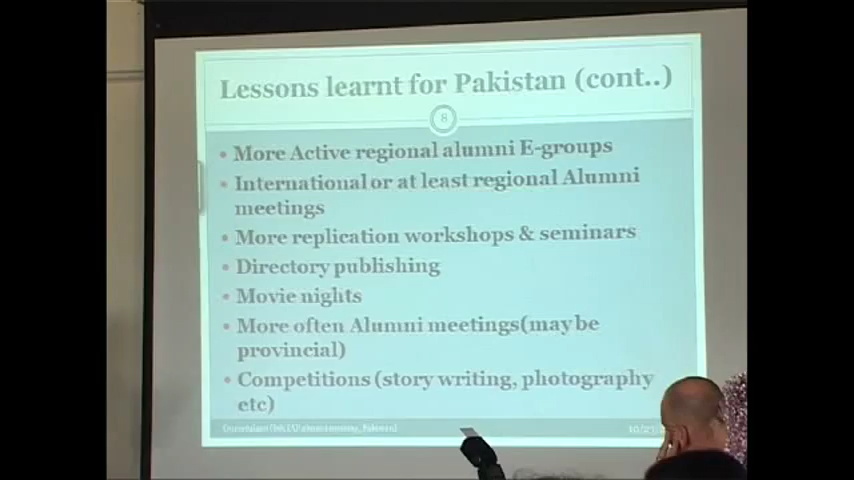 Lessons learnt for Pakistan (cont..)
8
• More Active regional alumni E-groups
• International or at least regional Alumni
meetings
• More replication workshops & seminars
• Directory publishing
• Movie nights
• More often Alumni meetings(may be
provincial)
• Competitions (story writing, photography
etc)